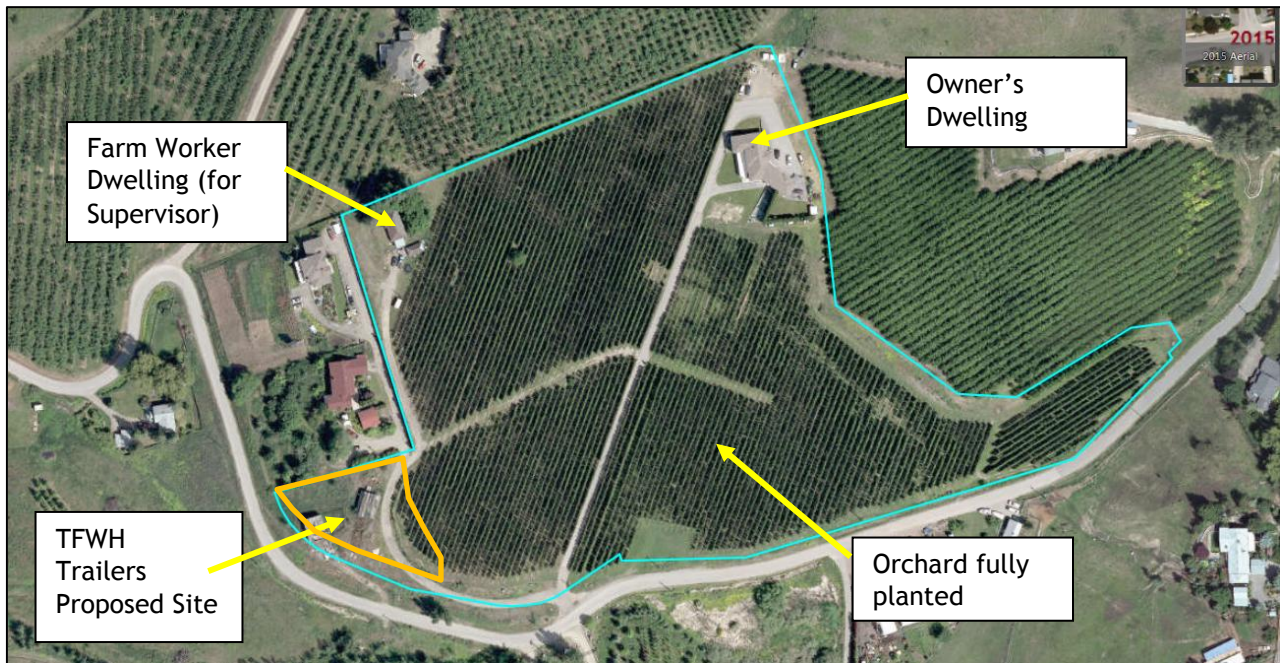 2015
2015 Aerial
Owner's
Dwelling
Farm Worker
Dwelling (for
Supervisor)
TFWH
Trailers
Proposed Site
Orchard fully
planted